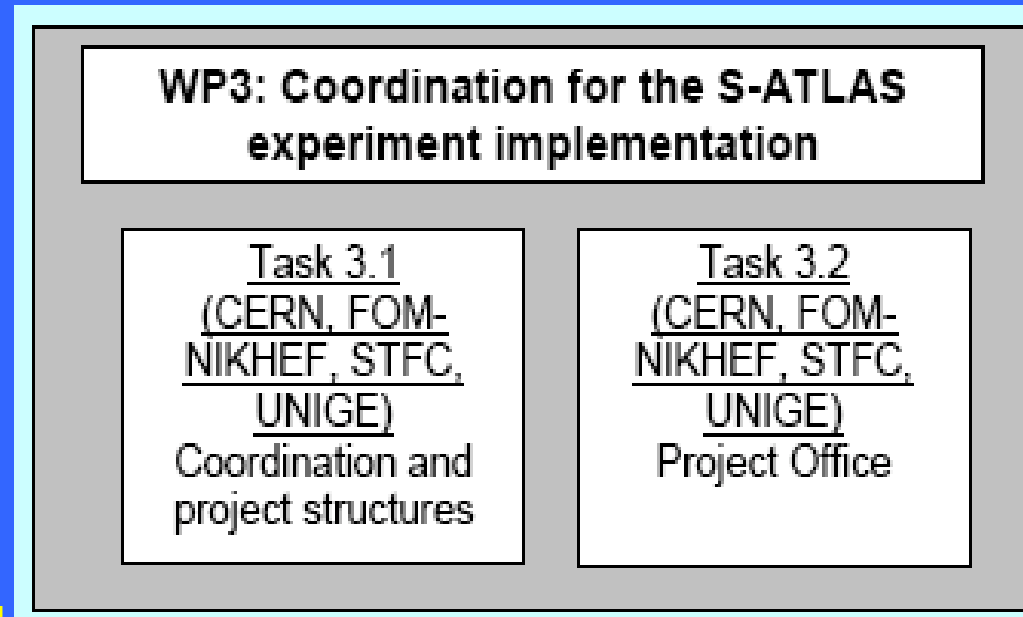 WP3: Coordination for the S-ATLAS
experiment implementation
Task 3.1
(CERN, FOM-
NIKHEF, STFC,
UNIGE)
Coordination and
project structures
Task 3.2
(CERN, FOM-
NIKHEF, STFC,
UNIGE)
Project Office